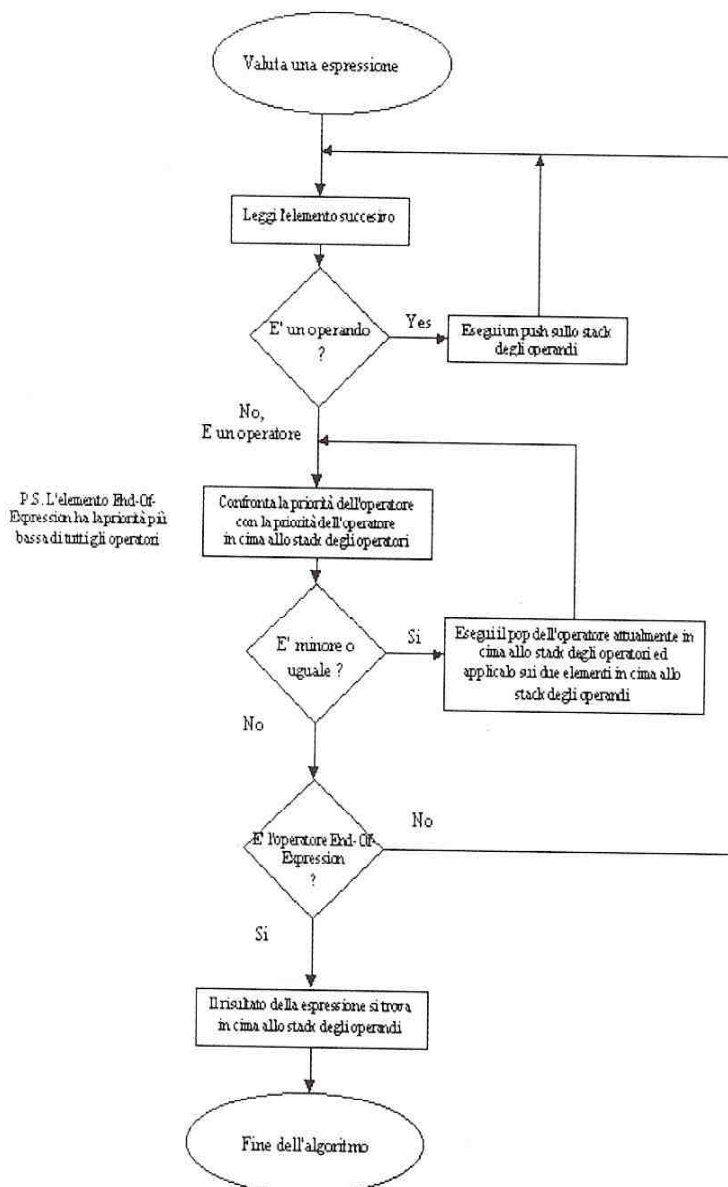 Valuta una espressione
Leggi l'elemento succesivo
E' un operando
?
Yes
Esegui un push sullo stack
degli operandi
No,
E un operatore
P.S. L'elemento End-Of-
Expression ha la priorità più
bassa di tutti gli operatori
Confronta la priorità dell'operatore
con la priorità dell'operatore
in cima allo stack degli operatori
E' minore o
uguale ?
Si
Esegui il pop dell'operatore attualmente in
cima allo stack degli operatori ed
applicalo sui due elementi in cima allo
stack degli operandi
No
E' l'operatore End-Of-
Expression
?
No
Si
Il risultato della espressione si trova
in cima allo stack degli operandi
Fine dell'algoritmo